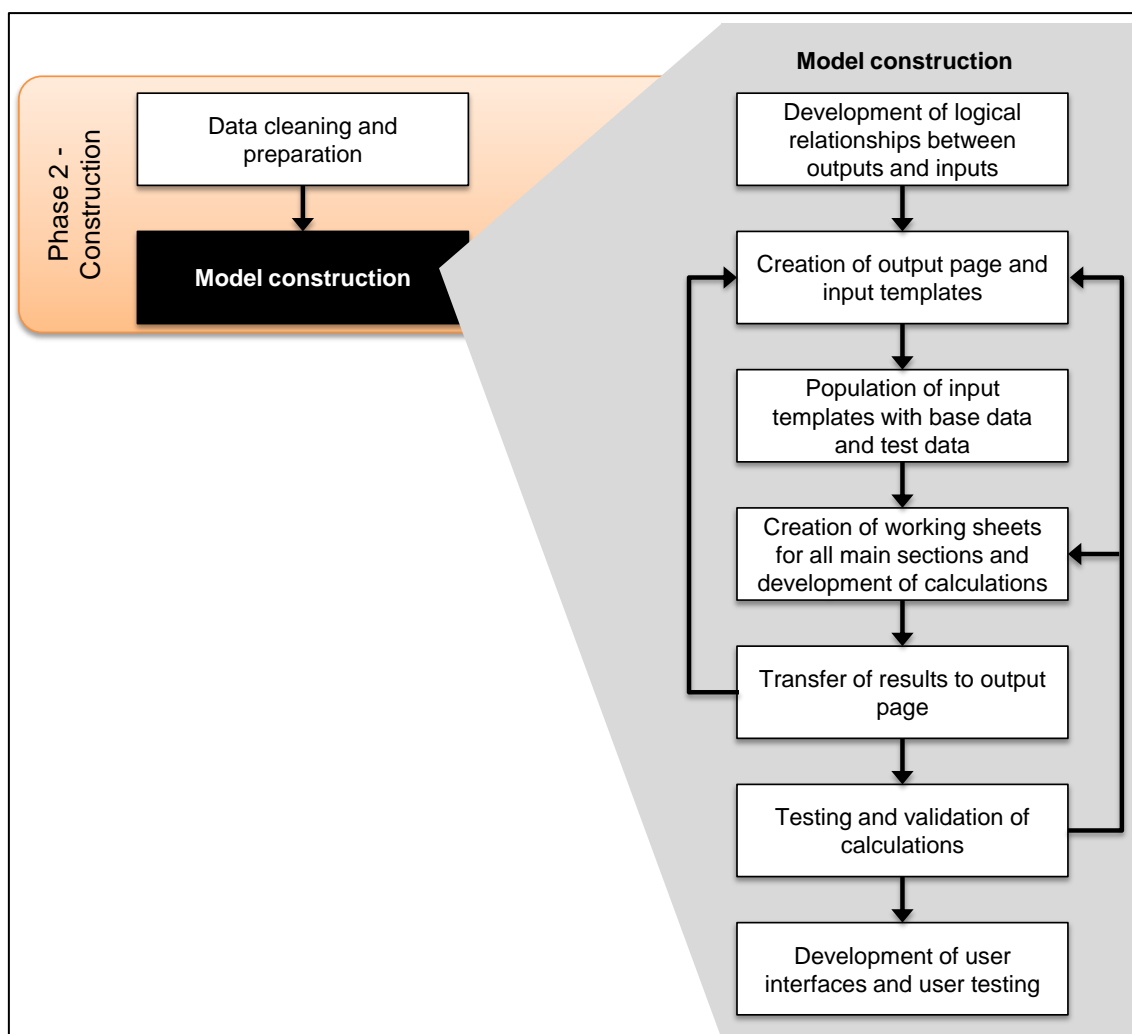 Phase 2 -
Construction
Data cleaning and
preparation
Model construction
Model construction
Development of logical
relationships between
outputs and inputs
Creation of output page and
input templates
Population of input
templates with base data
and test data
Creation of working sheets
for all main sections and
development of calculations
Transfer of results to output
page
Testing and validation of
calculations
Development of user
interfaces and user testing